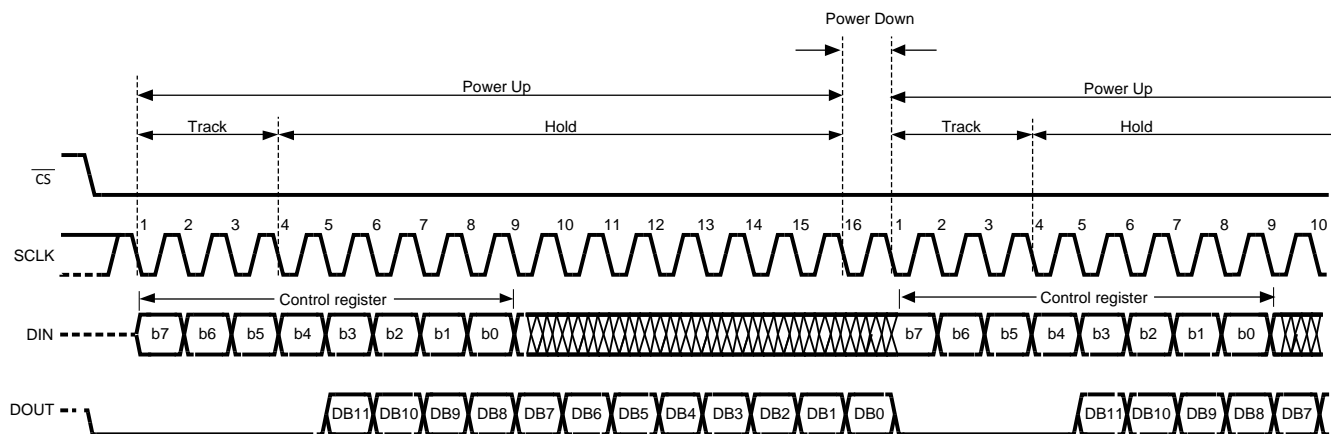 Power Down
Power Up Power Up
Track Hold Track Hold
CS
1 2 3 4 5 6 7 8 9 10 11 12 13 14 15 16 1 2 3 4 5 6 7 8 9 10
SCLK
Control register Control register
DIN b7 b6 b5 b4 b3 b2 b1 b0 b7 b6 b5 b4 b3 b2 b1 b0
DOUT DB11 DB10 DB9 DB8 DB7 DB6 DB5 DB4 DB3 DB2 DB1 DB0 DB11 DB10 DB9 DB8 DB7